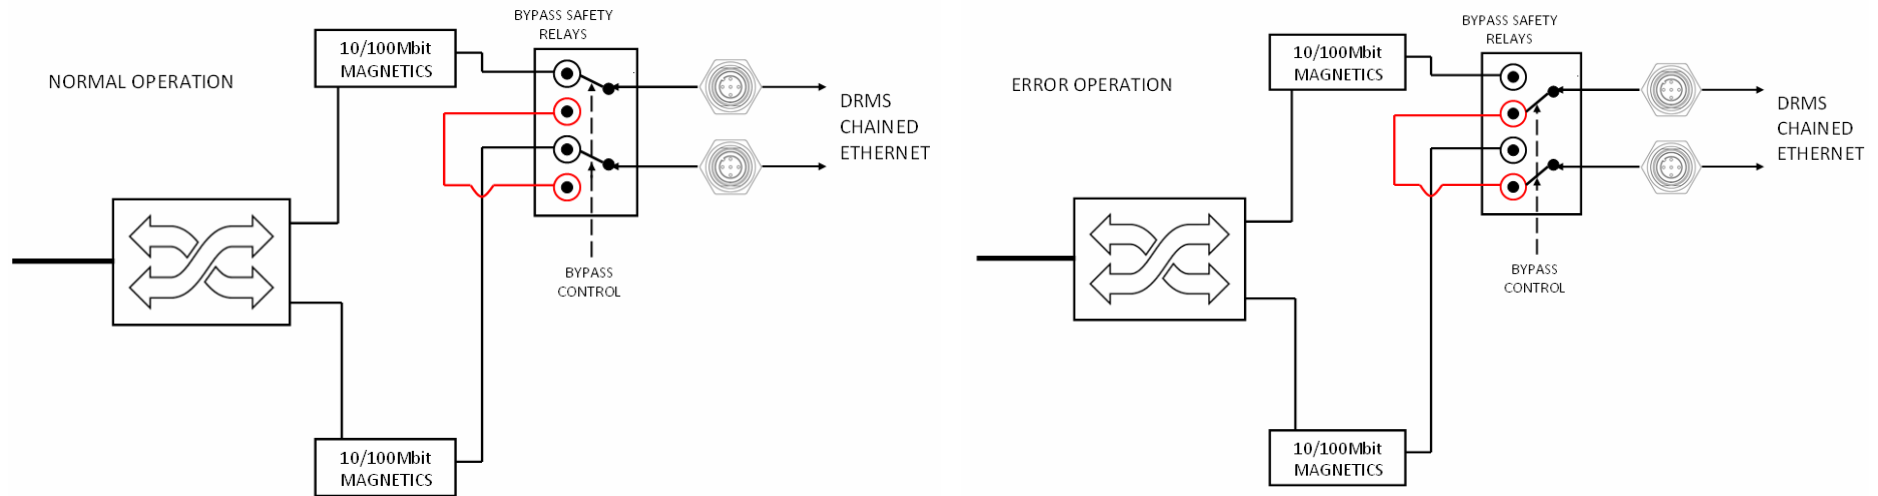 BYPASS SAFETY
RELAYS
10/100Mbit
MAGNETICS
NORMAL OPERATION
DRMS
CHAINED
ETHERNET
BYPASS
CONTROL
10/100Mbit
MAGNETICS
BYPASS SAFETY
RELAYS
10/100Mbit
MAGNETICS
ERROR OPERATION
DRMS
CHAINED
ETHERNET
BYPASS
CONTROL
10/100Mbit
MAGNETICS